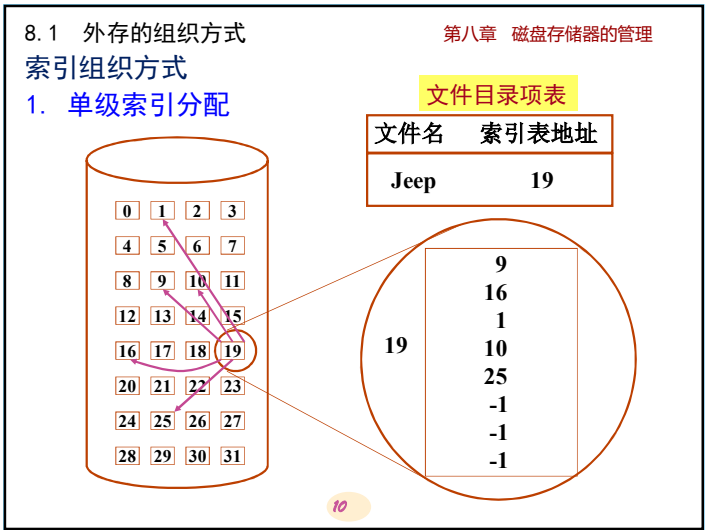 8.1 外存的组织方式 第八章 磁盘存储器的管理
索引组织方式
1. 单级索引分配
文件目录项表
文件名 索引表地址
Jeep 19
0 1 2 3
4 5 6 7
8 9 10 11
12 13 14 15
16 17 18 19
20 21 22 23
24 25 26 27
28 29 30 31
19
9
16
1
10
25
-1
-1
-1
10